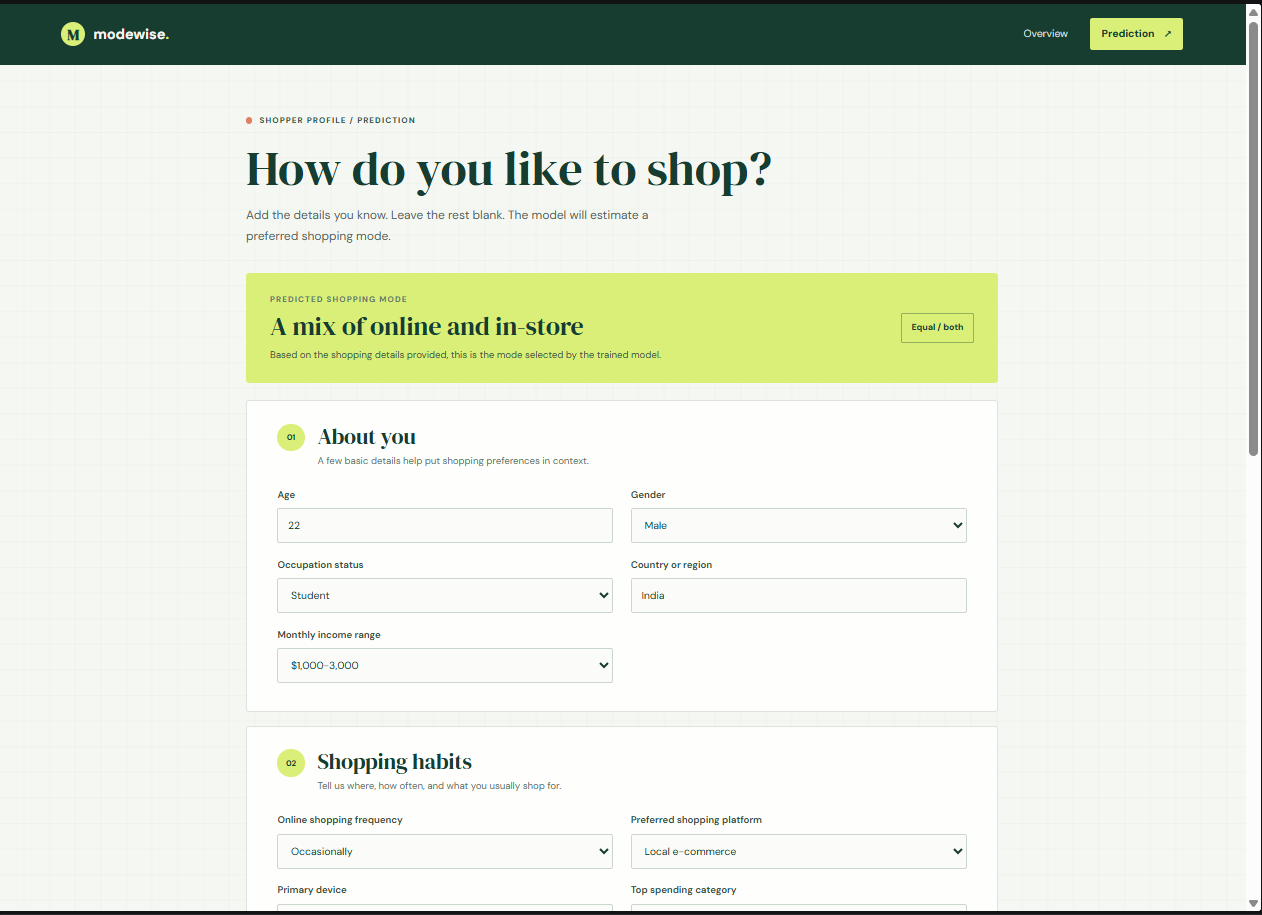 M modewise.
Overview
Prediction ↗
SHOPPER PROFILE / PREDICTION
How do you like to shop?
Add the details you know. Leave the rest blank. The model will estimate a
preferred shopping mode.
PREDICTED SHOPPING MODE
A mix of online and in-store
Equal / both
Based on the shopping details provided, this is the mode selected by the trained model.
01
About you
A few basic details help put shopping preferences in context.
Age
Gender
22
Male
Occupation status
Country or region
Student
India
Monthly income range
$1,000-3,000
02
Shopping habits
Tell us where, how often, and what you usually shop for.
Online shopping frequency
Preferred shopping platform
Occasionally
Local e-commerce
Primary device
Top spending category